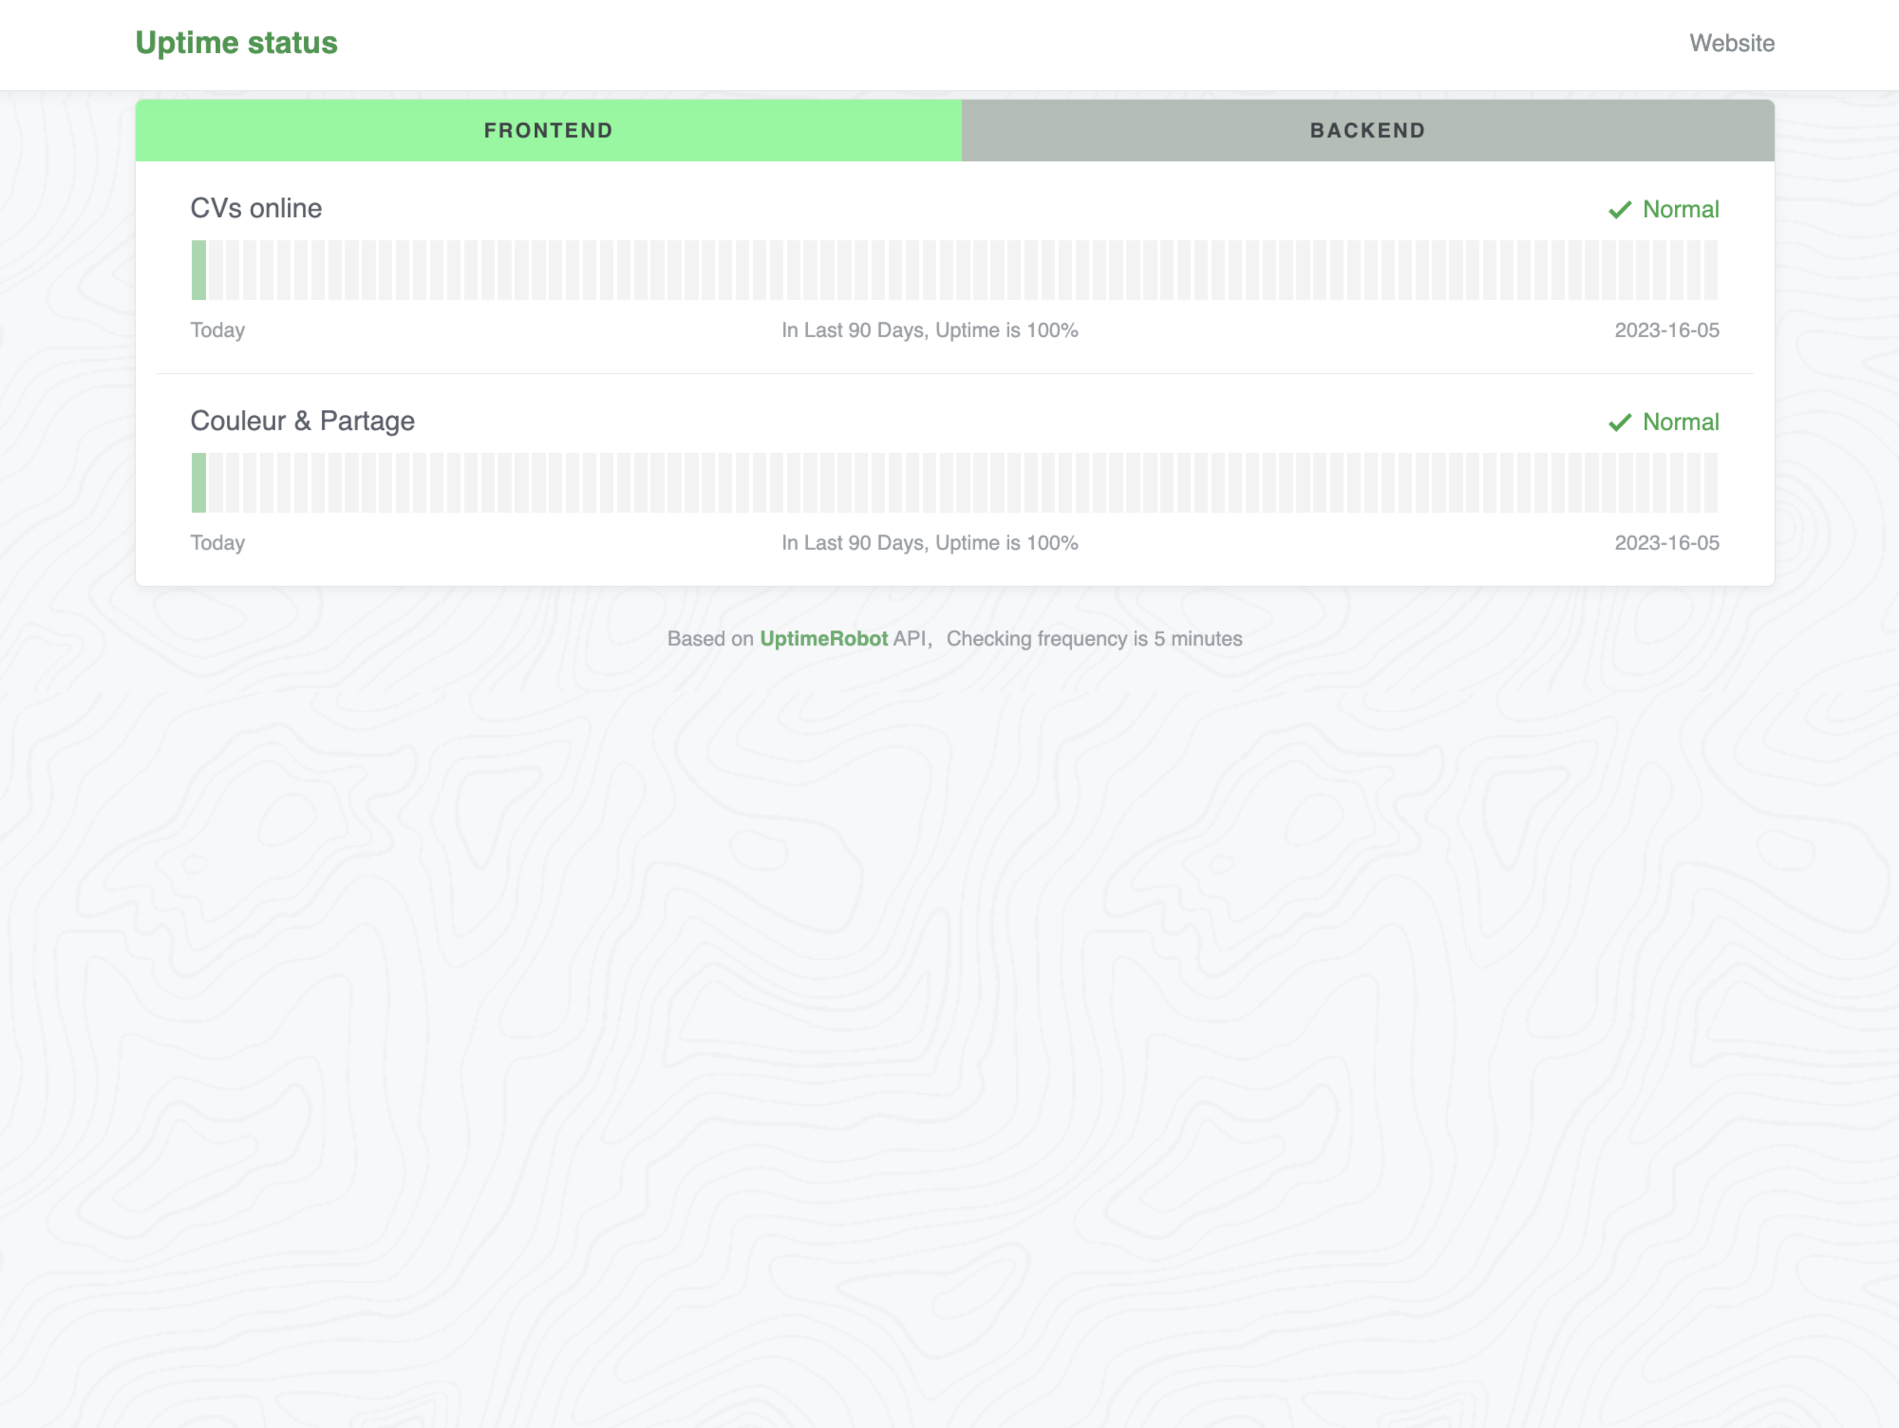 Uptime status
Website
FRONTEND
BACKEND
CVs online
Normal
Today
In Last 90 Days, Uptime is 100%
2023-16-05
Couleur & Partage
Normal
Today
In Last 90 Days, Uptime is 100%
2023-16-05
Based on UptimeRobot API， Checking frequency is 5 minutes